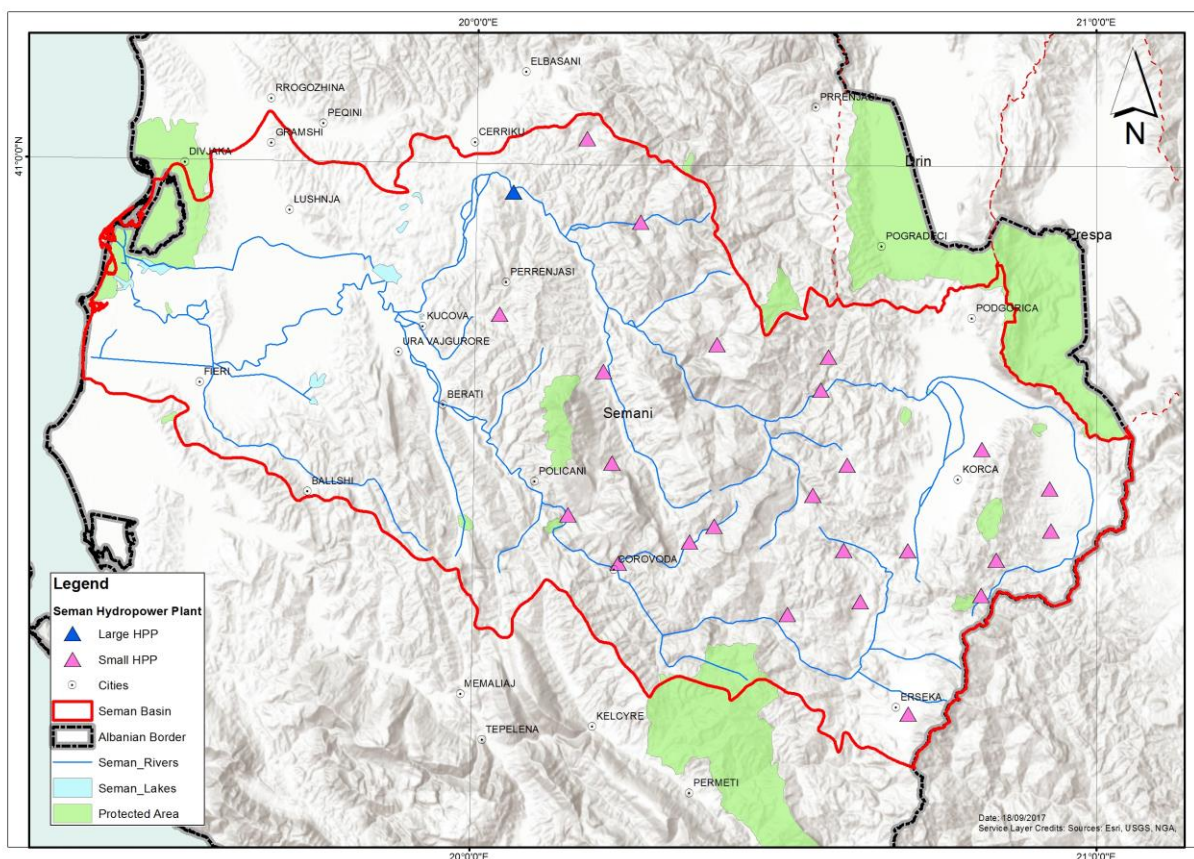 20°0'0"E
21°0'0"E
ELBASANI
RROGOZHINA
PRRENJASI
PEQINI
N
GRAMSHI
CERRIKU
41°0'0"N
DIVJAKA
Drin
LUSHNJA
Prespa
POGRADECI
PERRENJASI
PODGORICA
KUCOVA
URA VAJGURORE
FIERI
BERATI
Semani
POLICANI
KORCA
BALLSHI
COROVODA
Legend
Seman Hydropower Plant
Large HPP
Small HPP
Cities
Seman Basin
Albanian Border
Seman_Rivers
Seman_Lakes
Protected Area
MEMALIAJ
ERSEKA
KELCYRE
TEPELENA
PERMETI
Date: 18/09/2017
Service Layer Credits: Sources: Esri, USGS, NGA,
20°0'0"E
21°0'0"E